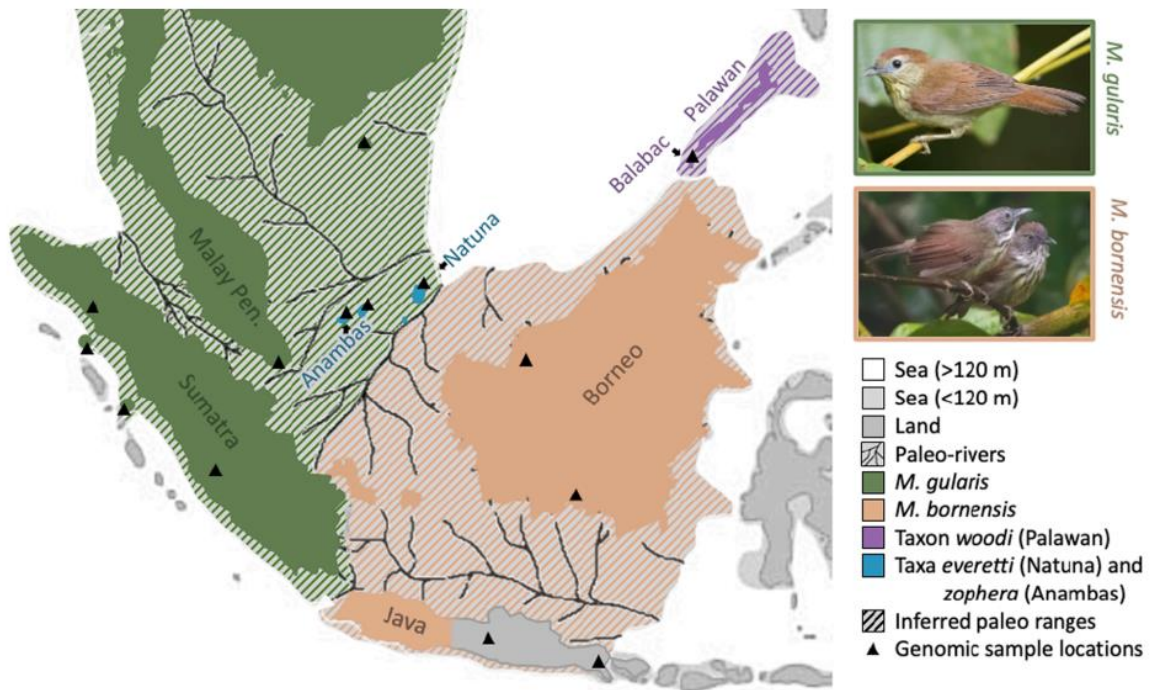 Palawan
Balabac
Natuna
Malay Pen.
Anambas
Sumatra
Borneo
Java
M. gularis
M. bornensis
Sea (>120 m)
Sea (<120 m)
Land
Paleo-rivers
M. gularis
M. bornensis
Taxon woodi (Palawan)
Taxa everetti (Natuna) and
zophera (Anambas)
Inferred paleo ranges
Genomic sample locations